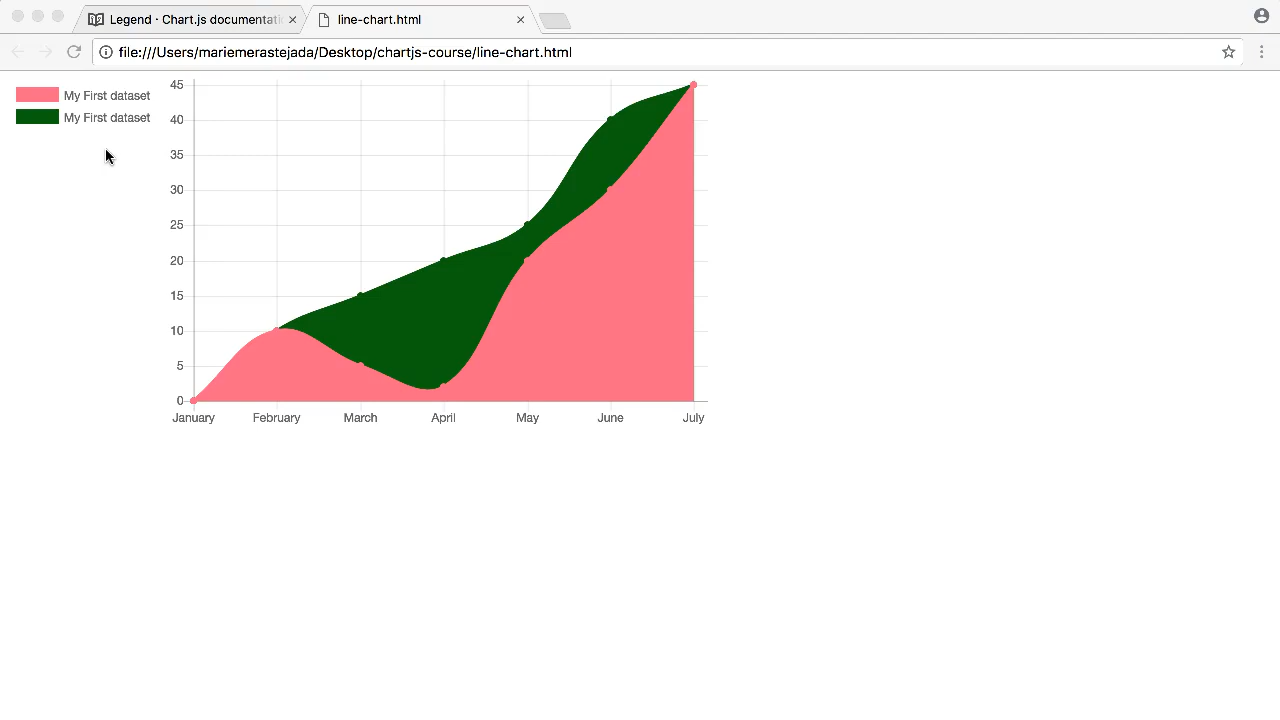 Legend · Chart.js documentati
line-chart.html
file:///Users/mariemerastejada/Desktop/chartjs-course/line-chart.html
My First dataset
My First dataset
45
40
35
30
25
20
15
10
5
0
January February March April May June July